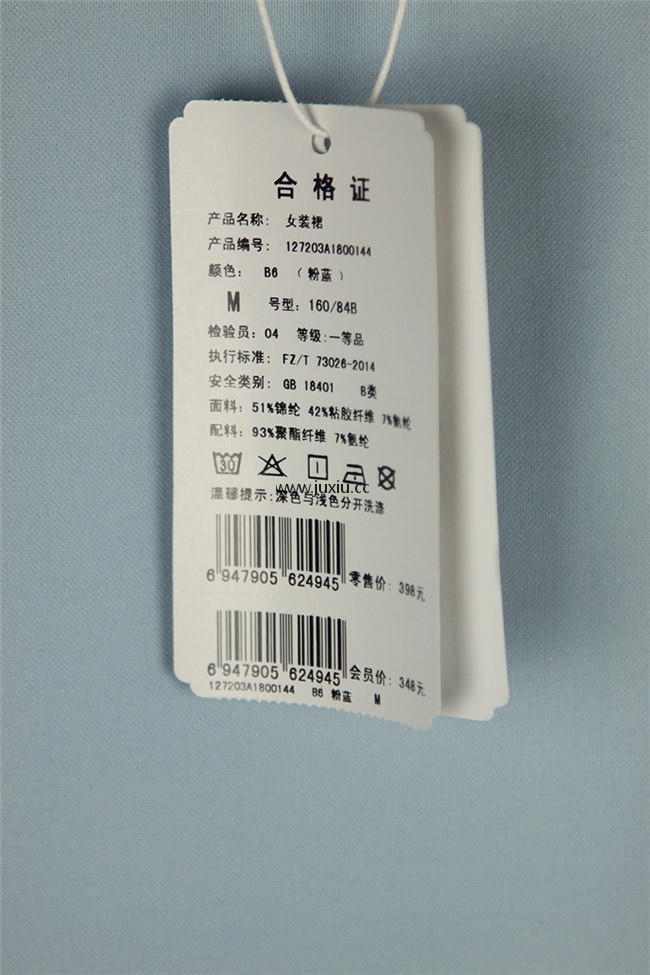 合格证
产品名称: 女装裙
产品编号: 127203A1800144
颜色: B6 (粉蓝)
M 号型: 160/84B
检验员: 04 等级:一等品
执行标准: FZ/T 73026-2014
安全类别: GB 18401 B类
面料: 51%锦纶 42%粘胶纤维 7%氨纶
配料: 93%聚酯纤维 7%氨纶
30
www.juxiu.cc
温馨提示:深色与浅色分开洗涤
6 947905 624945 零售价: 398元
6 947905 624945 会员价: 348元
127203A1800144 B6 粉蓝 M